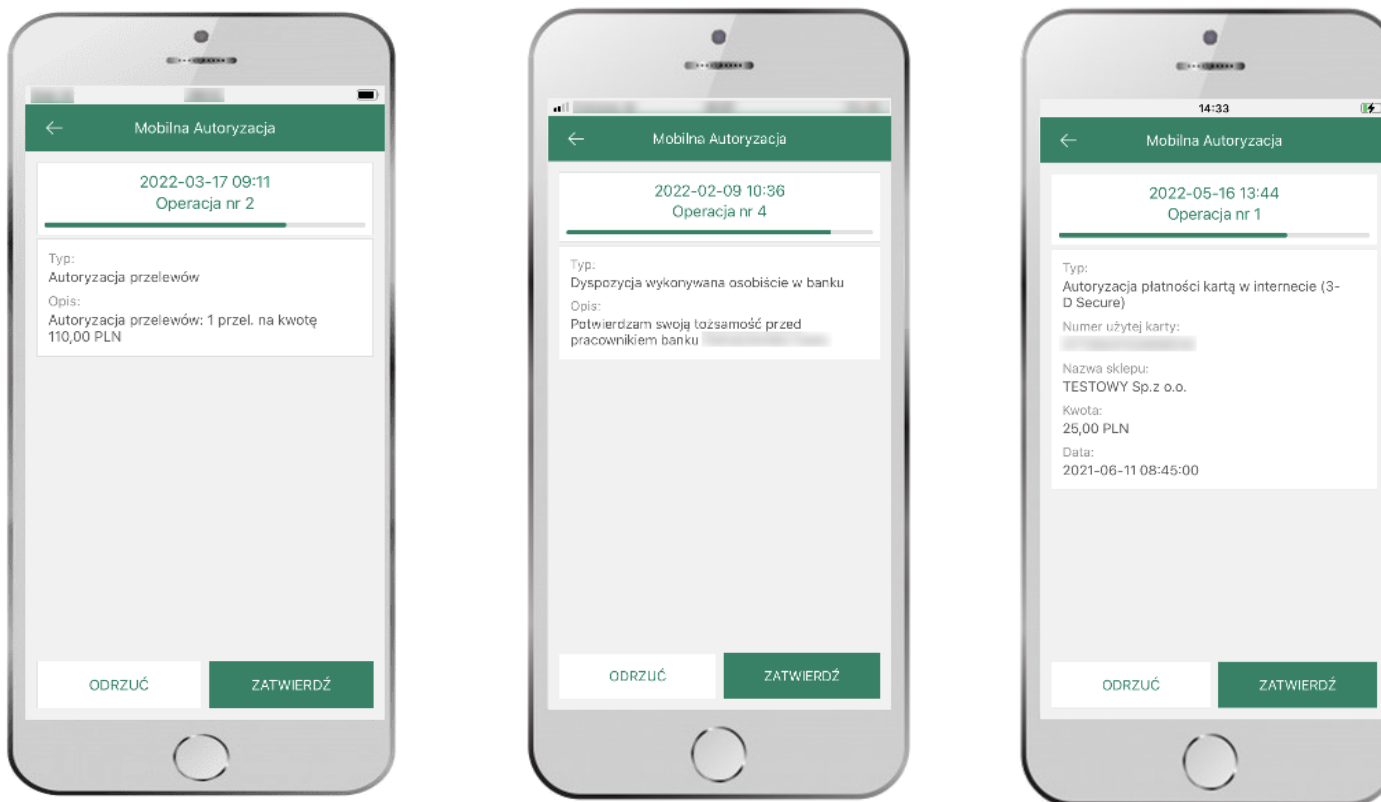 Mobilna Autoryzacja
2022-03-17 09:11
Operacja nr 2
Typ:
Autoryzacja przelewów
Opis:
Autoryzacja przelewów: 1 przel. na kwotę
110,00 PLN
ODRZUĆ
ZATWIERDŹ
Mobilna Autoryzacja
2022-02-09 10:36
Operacja nr 4
Typ:
Dyspozycja wykonywana osobiście w banku
Opis:
Potwierdzam swoją tożsamość przed
pracownikiem banku
ODRZUĆ
ZATWIERDŹ
14:33
Mobilna Autoryzacja
2022-05-16 13:44
Operacja nr 1
Typ:
Autoryzacja płatności kartą w internecie (3-
D Secure)
Numer użytej karty:
Nazwa sklepu:
TESTOWY Sp.z o.o.
Kwota:
25,00 PLN
Data:
2021-06-11 08:45:00
ODRZUĆ
ZATWIERDŹ